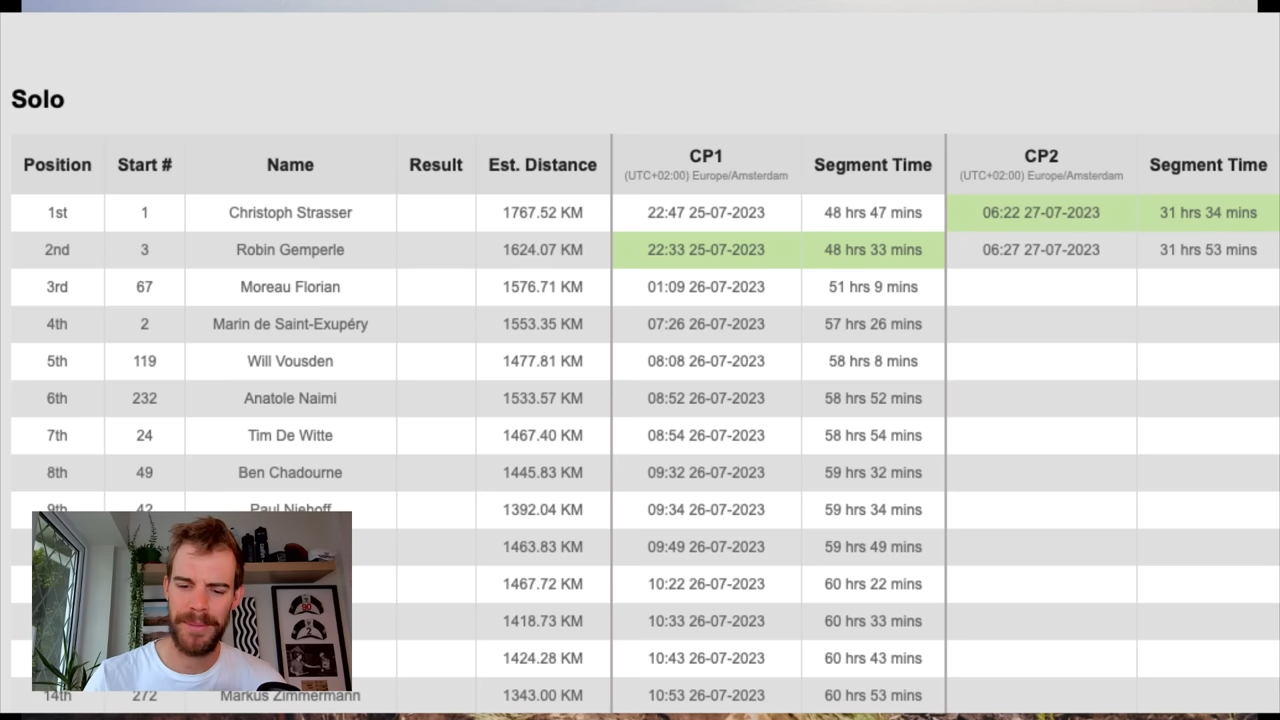 Solo
Position Start # Name Result Est. Distance CP1 (UTC+02:00) Europe/Amsterdam Segment Time CP2 (UTC+02:00) Europe/Amsterdam Segment Time
1st 1 Christoph Strasser 1767.52 KM 22:47 25-07-2023 48 hrs 47 mins 06:22 27-07-2023 31 hrs 34 mins
2nd 3 Robin Gemperle 1624.07 KM 22:33 25-07-2023 48 hrs 33 mins 06:27 27-07-2023 31 hrs 53 mins
3rd 67 Moreau Florian 1576.71 KM 01:09 26-07-2023 51 hrs 9 mins
4th 2 Marin de Saint-Exupéry 1553.35 KM 07:26 26-07-2023 57 hrs 26 mins
5th 119 Will Vousden 1477.81 KM 08:08 26-07-2023 58 hrs 8 mins
6th 232 Anatole Naimi 1533.57 KM 08:52 26-07-2023 58 hrs 52 mins
7th 24 Tim De Witte 1467.40 KM 08:54 26-07-2023 58 hrs 54 mins
8th 49 Ben Chadourne 1445.83 KM 09:32 26-07-2023 59 hrs 32 mins
9th 42 Paul Niehoff 1392.04 KM 09:34 26-07-2023 59 hrs 34 mins
1463.83 KM 09:49 26-07-2023 59 hrs 49 mins
1467.72 KM 10:22 26-07-2023 60 hrs 22 mins
1418.73 KM 10:33 26-07-2023 60 hrs 33 mins
1424.28 KM 10:43 26-07-2023 60 hrs 43 mins
14th 272 Markus Zimmermann 1343.00 KM 10:53 26-07-2023 60 hrs 53 mins